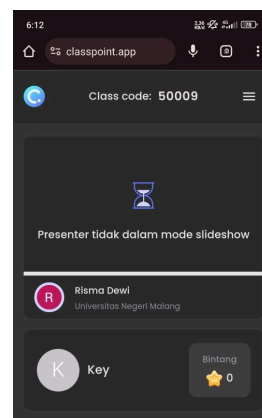 6:12
classpoint.app
Class code: 50009
C.
Presenter tidak dalam mode slideshow
R
Risma Dewi
Universitas Negeri Malang
K
Key
Bintang
0